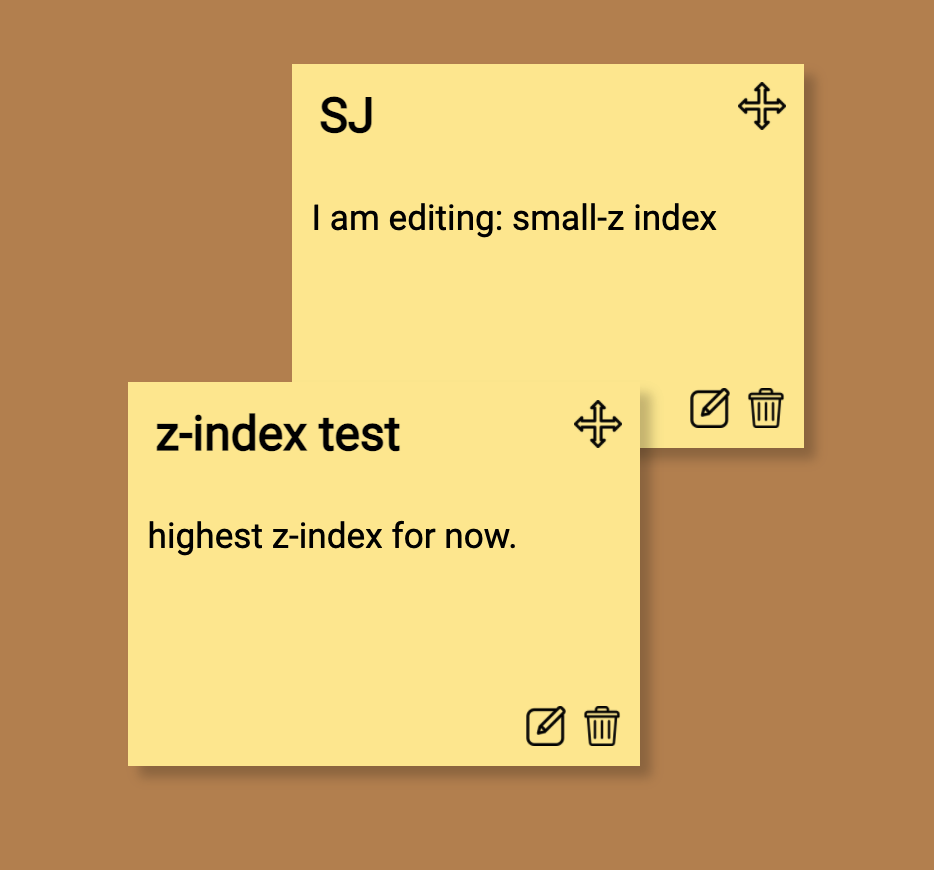 SJ
I am editing: small-z index
z-index test
highest z-index for now.